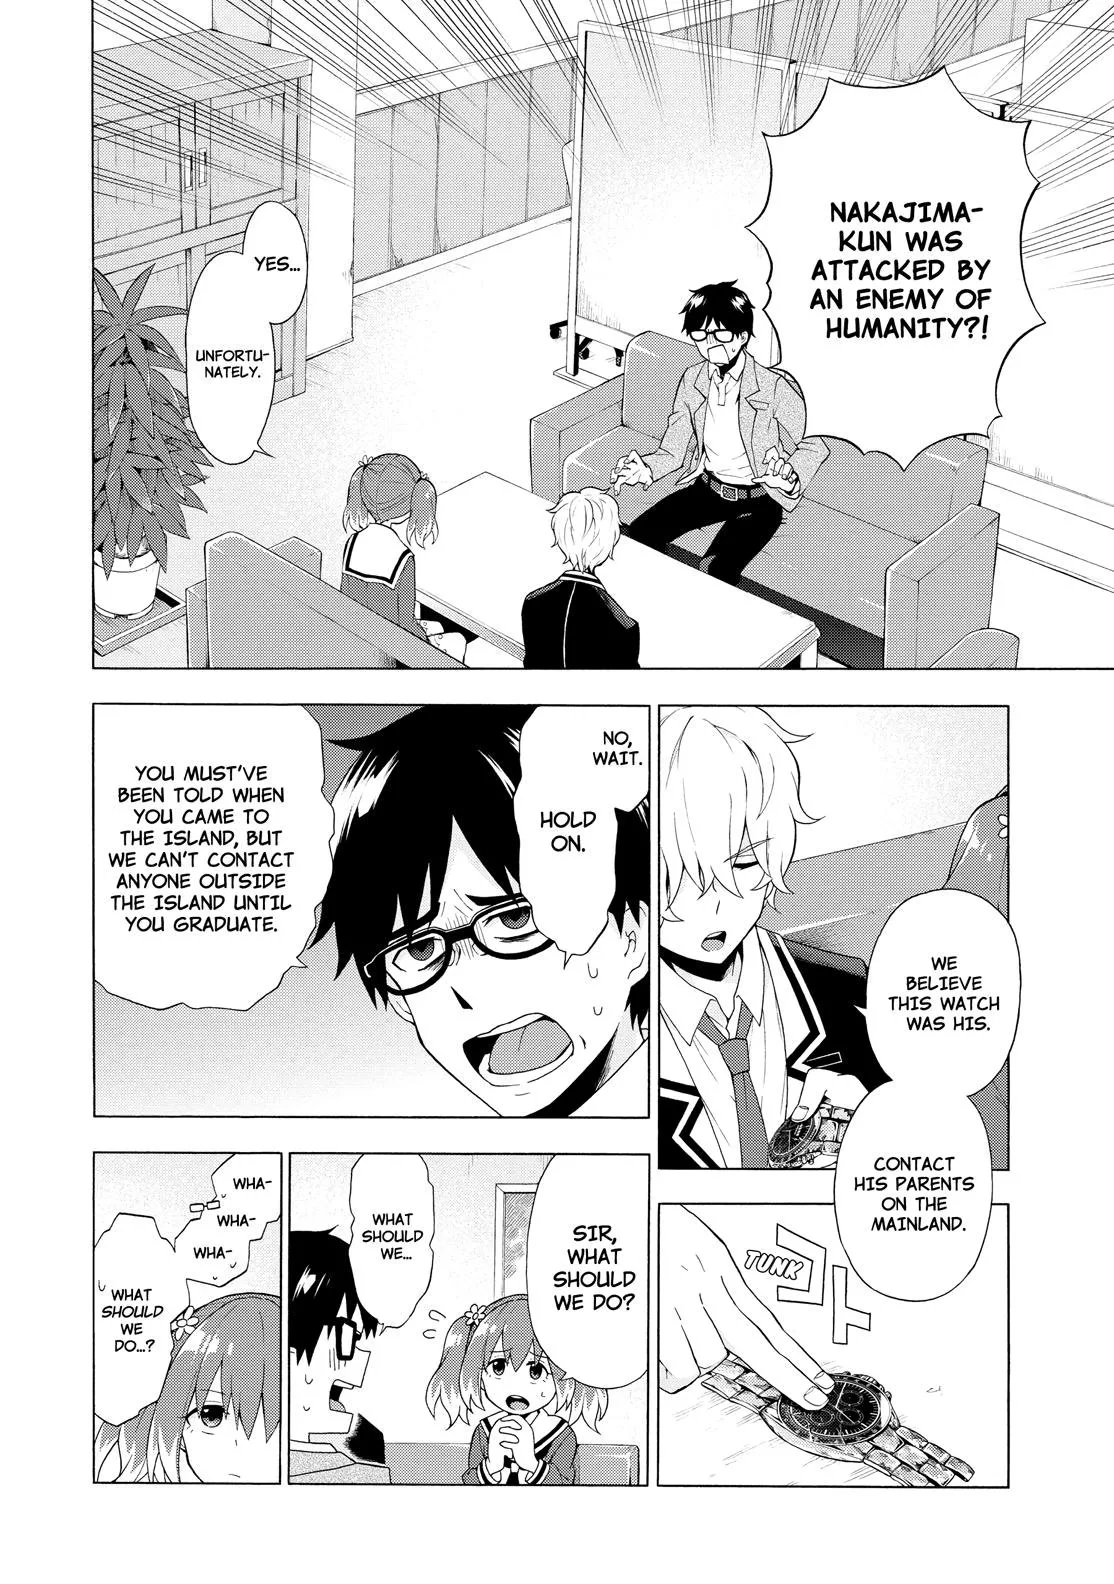 NAKAJIMA-
KUN WAS
ATTACKED BY
AN ENEMY OF
HUMANITY?!
YES...
UNFORTU-
NATELY.
WE
BELIEVE
THIS WATCH
WAS HIS.
CONTACT
HIS PARENTS
ON THE
MAINLAND.
コト
TUNK
NO,
WAIT.
HOLD
ON.
YOU MUST'VE
BEEN TOLD WHEN
YOU CAME TO
THE ISLAND, BUT
WE CAN'T CONTACT
ANYONE OUTSIDE
THE ISLAND UNTIL
YOU GRADUATE.
SIR,
WHAT
SHOULD
WE DO?
WHAT
SHOULD
WE...
WHA-
WHA-
WHA-
WHAT
SHOULD
WE
DO...?